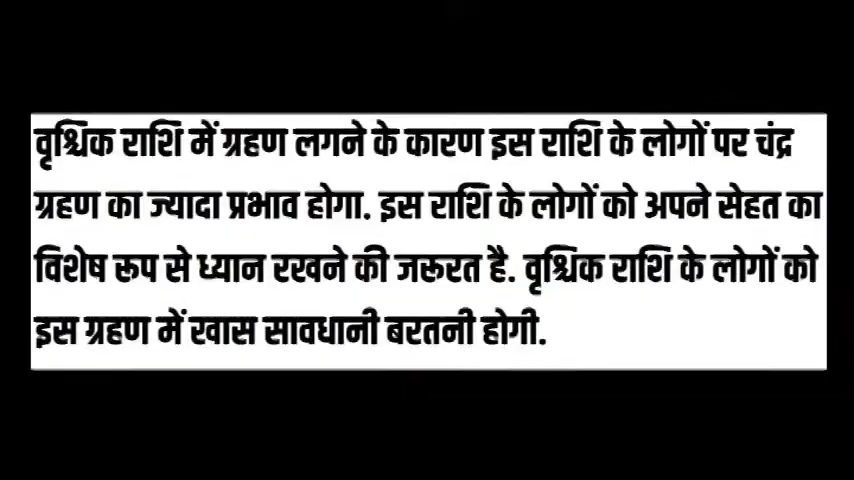 वृश्चिक राशि में ग्रहण लगने के कारण इस राशि के लोगों पर चंद्र
ग्रहण का ज्यादा प्रभाव होगा. इस राशि के लोगों को अपने सेहत का
विशेष रूप से ध्यान रखने की जरूरत है. वृश्चिक राशि के लोगों को
इस ग्रहण में खास सावधानी बरतनी होगी.